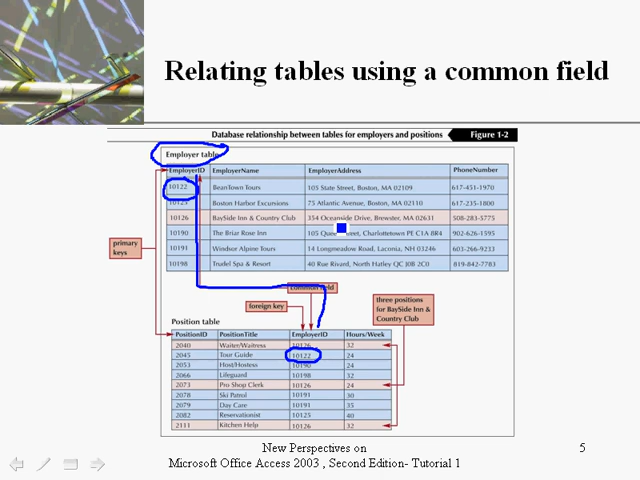 Relating tables using a common field
Database relationship between tables for employers and positions Figure 1-2
Employer table
EmployerID EmployerName EmployerAddress PhoneNumber
10122 BeanTown Tours 105 State Street, Boston, MA 02109 617-451-1970
Boston Harbor Excursions 75 Atlantic Avenue, Boston, MA 02110 617-235-1800
10126 BaySide Inn & Country Club 354 Oceanside Drive, Brewster, MA 02631 508-283-5775
10190 The Briar Rose Inn 105 Street, Charlottetown PE C1A 8R4 902-626-1595
10191 Windsor Alpine Tours 14 Longmeadow Road, Laconia, NH 03246 603-266-9233
10198 Trudel Spa & Resort 40 Rue Rivard, North Hatley QC J0B 2C0 819-842-7783
primary
keys
common field
foreign key
three positions
for BaySide Inn &
Country Club
Position table
PositionID PositionTitle EmployerID Hours/Week
2040 Waiter/Waitress 10126 32
2045 Tour Guide 10122 24
2053 Host/Hostess 10190 24
2066 Lifeguard 10198 32
2073 Pro Shop Clerk 10126 24
2078 Ski Patrol 10191 30
2079 Day Care 10191 35
2082 Reservationist 10125 40
2111 Kitchen Help 10126 32
New Perspectives on
Microsoft Office Access 2003 , Second Edition- Tutorial 1
5